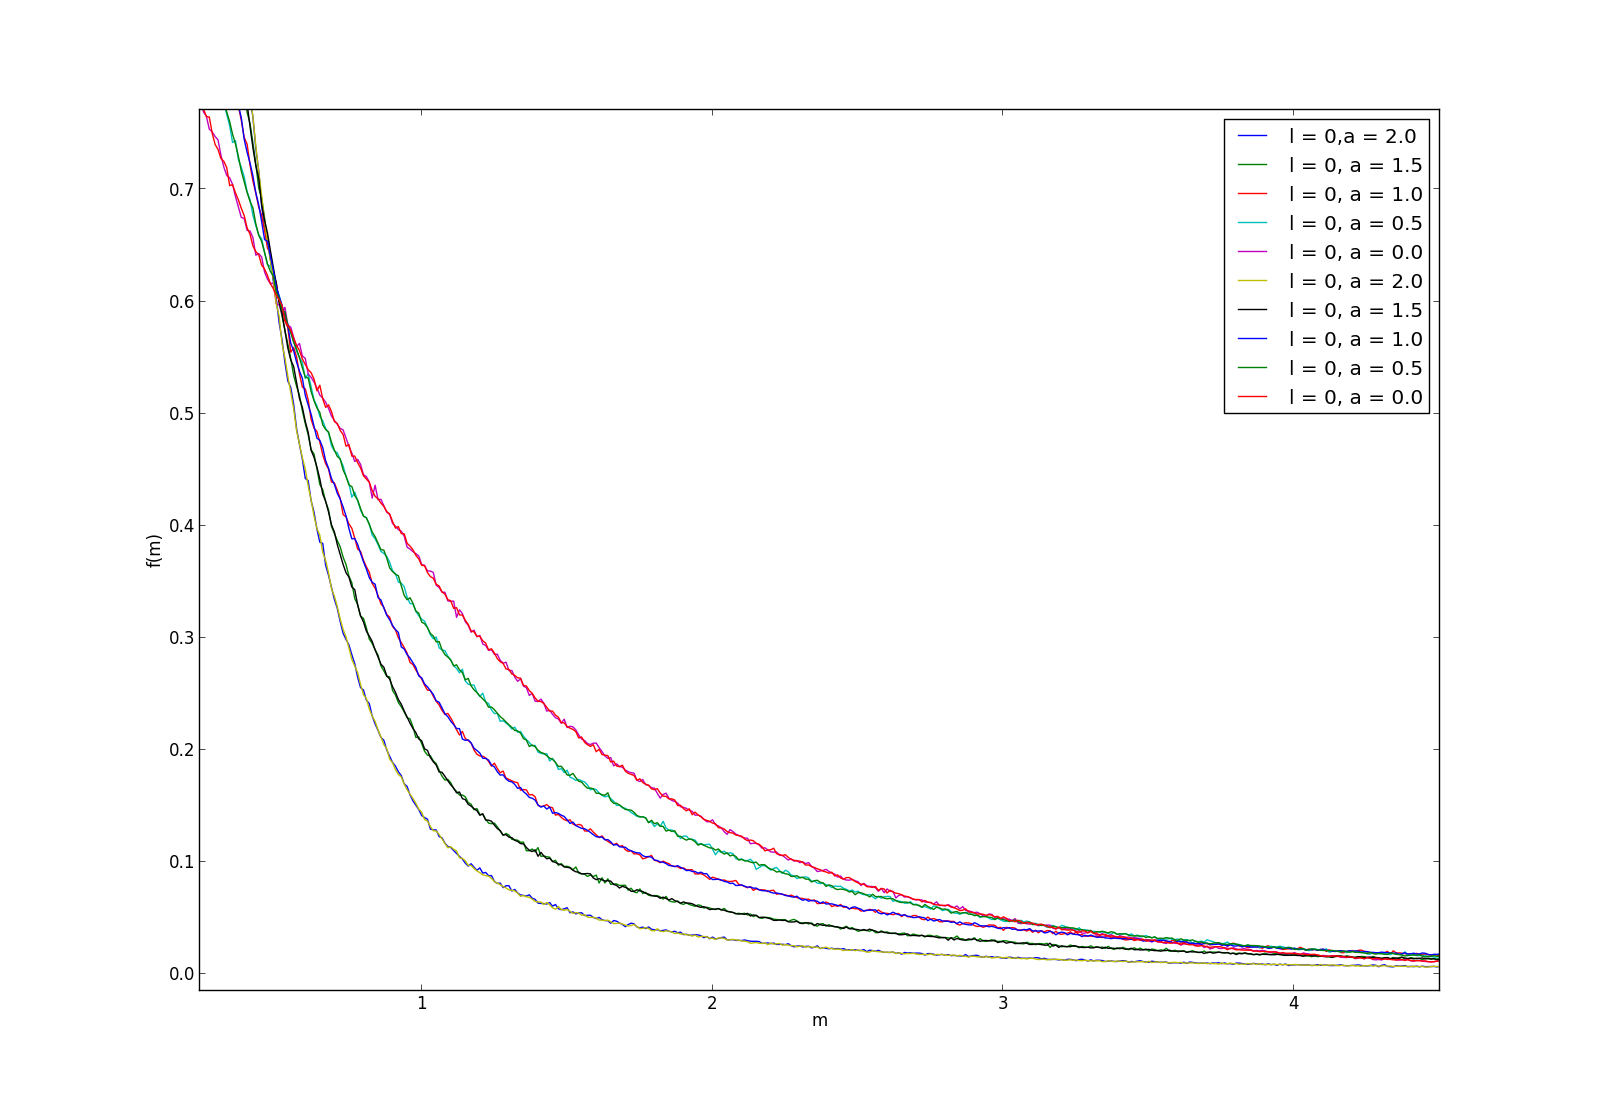 l = 0,a = 2.0
l = 0, a = 1.5
l = 0, a = 1.0
l = 0, a = 0.5
l = 0, a = 0.0
l = 0, a = 2.0
l = 0, a = 1.5
l = 0, a = 1.0
l = 0, a = 0.5
l = 0, a = 0.0
0.7
0.6
0.5
0.4
0.3
0.2
0.1
0.0
f(m)
1 2 3 4
m